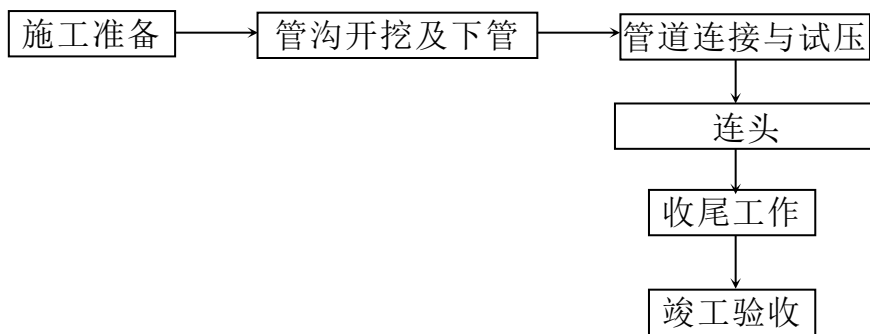 施工准备
管沟开挖及下管
管道连接与试压
连头
收尾工作
竣工验收